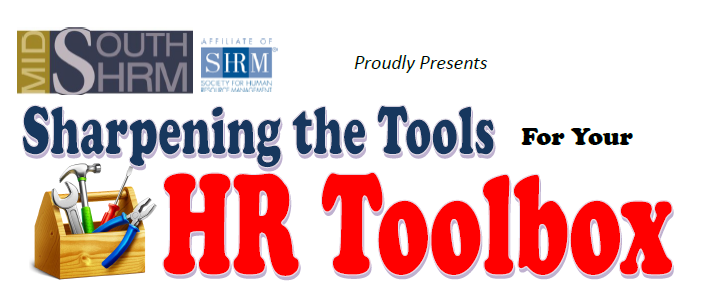 MID
SOUTH
SHRM
AFFILIATE OF
SHRM®
SOCIETY FOR HUMAN
RESOURCE MANAGEMENT
Proudly Presents
Sharpening the Tools For Your
HR Toolbox